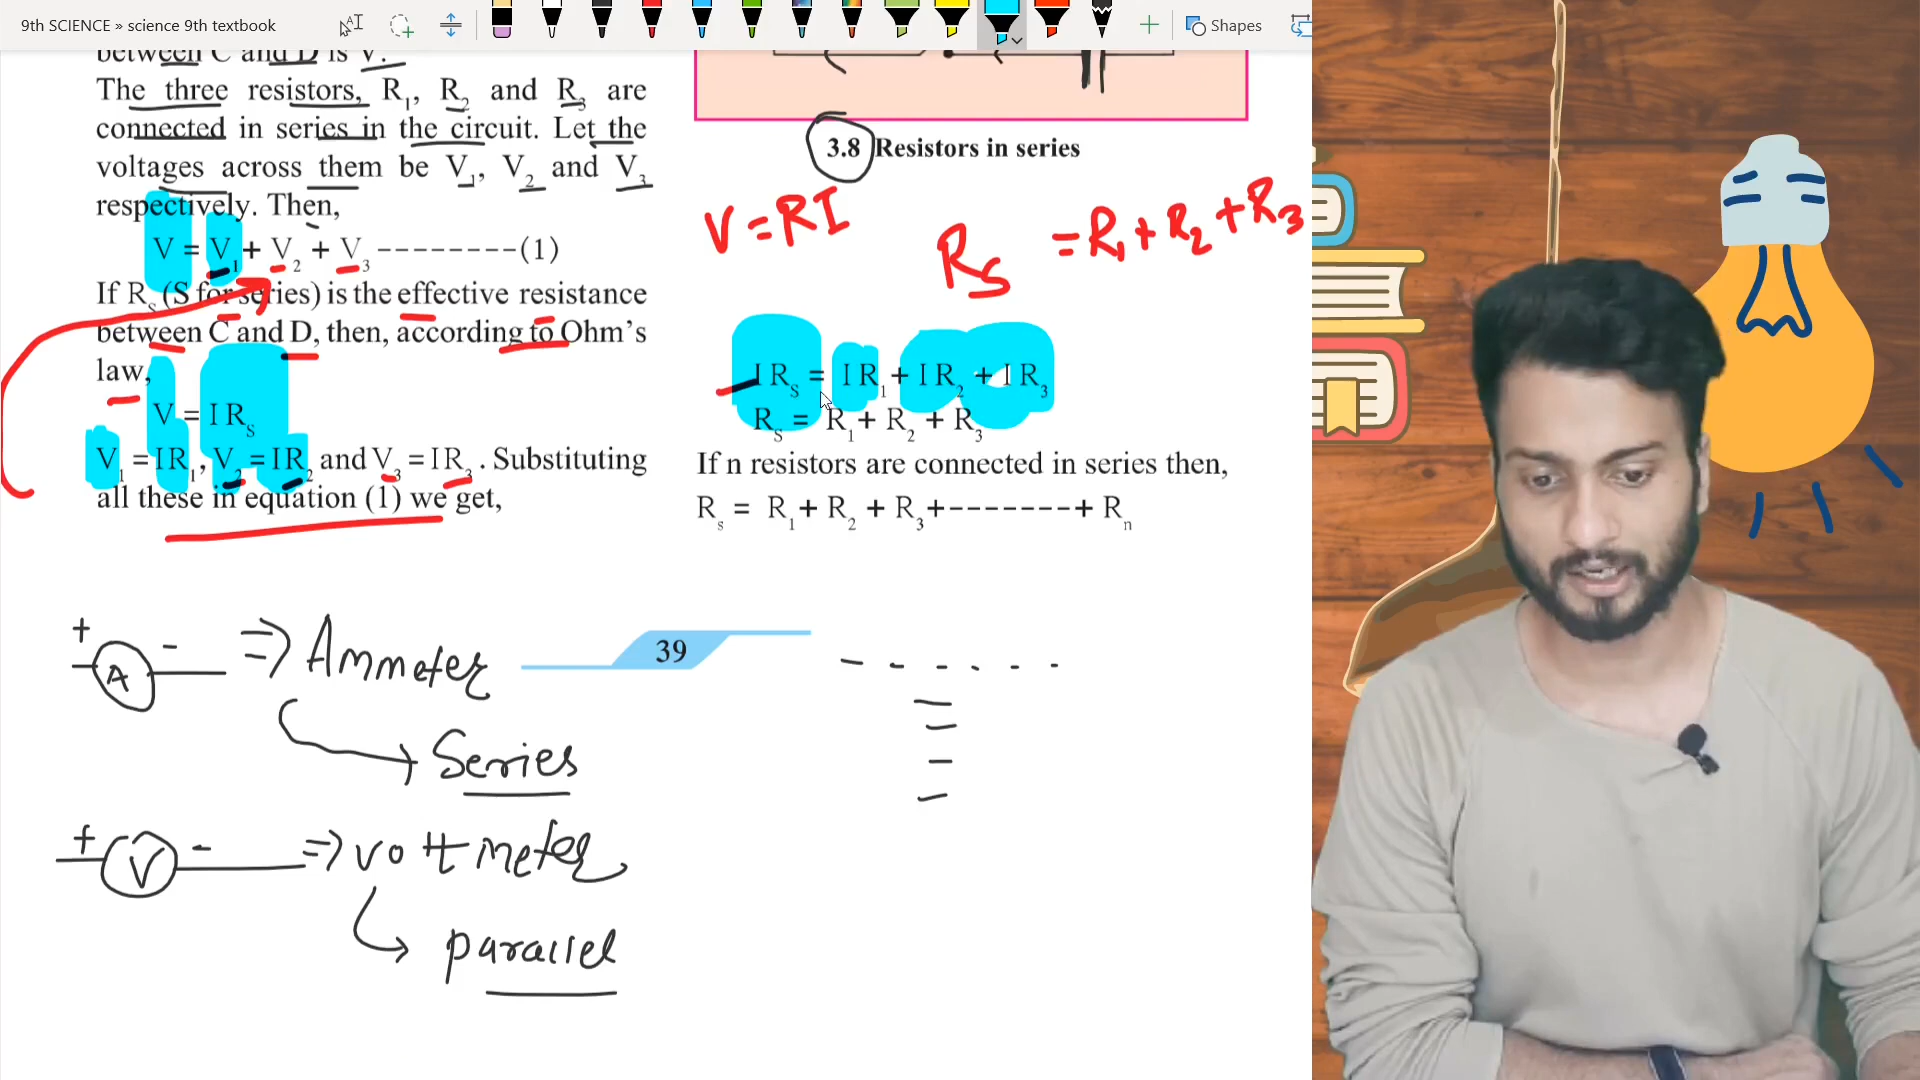 9th SCIENCE » science 9th textbook
Shapes
between C and D is V.
The three resistors, R1, R2 and R3 are
connected in series in the circuit. Let the
voltages across them be V1, V2 and V3
respectively. Then,
V = V1 + V2 + V3 ---------(1)
If Rs (S for series) is the effective resistance
between C and D, then, according to Ohm's
law,
V = I RS
V1 = IR1, V2 = IR2 and V3 = IR3. Substituting
all these in equation (1) we get,
3.8 Resistors in series
V = RI
RS = R1 + R2 + R3
I RS = I R1 + I R2 + I R3
RS = R1 + R2 + R3
If n resistors are connected in series then,
Rs = R1 + R2 + R3 +-------+ Rn
39
+ A - ⇒ Ammeter
Series
+ V - ⇒ voltmeter
parallel